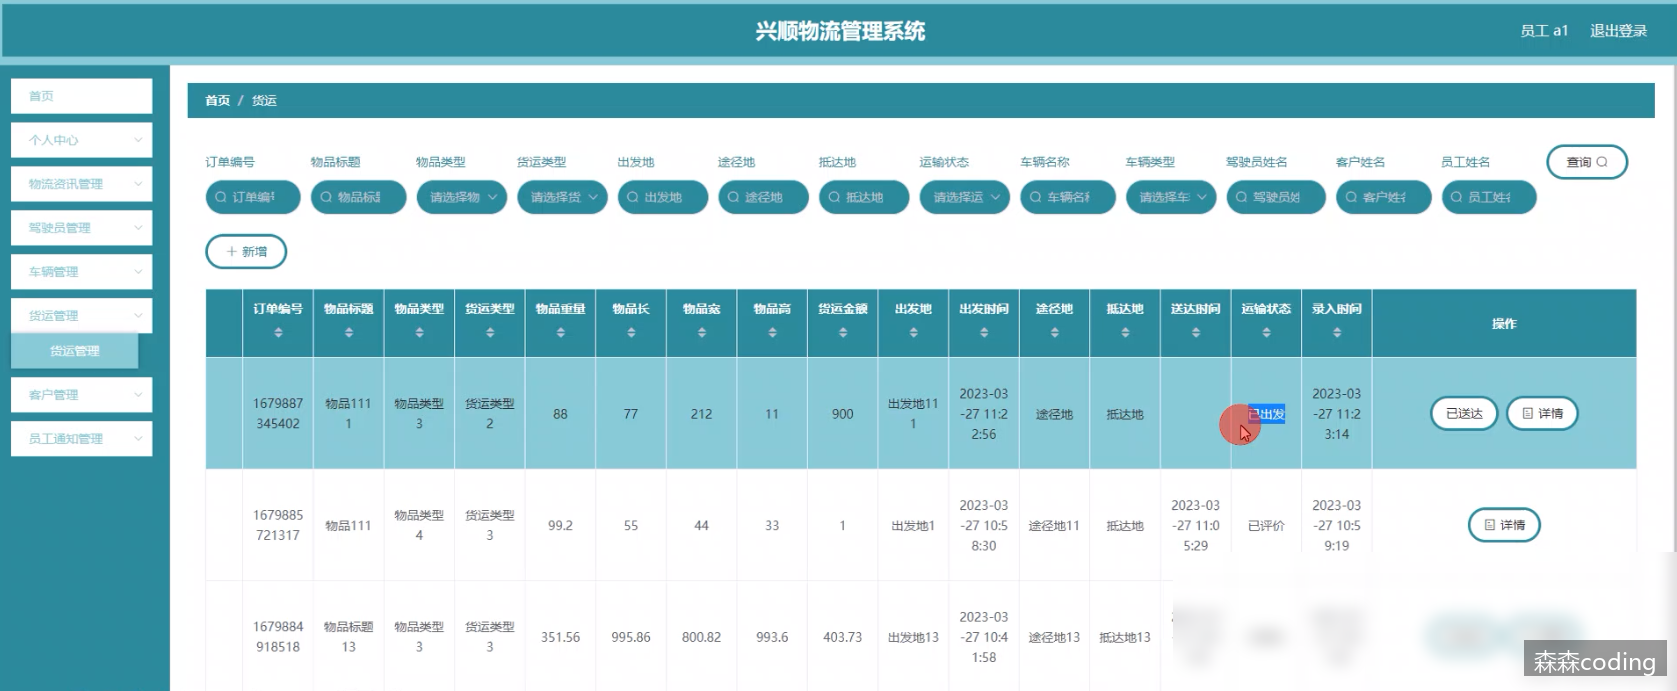 兴顺物流管理系统
员工 a1 退出登录
首页
个人中心
物流资讯管理
驾驶员管理
车辆管理
货运管理
货运管理
客户管理
员工通知管理
首页 / 货运
订单编号 物品标题 物品类型 货运类型 出发地 途径地 抵达地 运输状态 车辆名称 车辆类型 驾驶员姓名 客户姓名 员工姓名
查询
订单编 物品标 请选择物 请选择货 出发地 途径地 抵达地 请选择运 车辆名 请选择车 驾驶员 客户姓 员工姓
新增
订单编号 物品标题 物品类型 货运类型 物品重量 物品长 物品宽 物品高 货运金额 出发地 出发时间 途径地 抵达地 送达时间 运输状态 录入时间 操作
1679887 物品111 物品类型 货运类型 88 77 212 11 900 出发地11 2023-03 途径地 抵达地 已出发 2023-03 已送达 详情
345402 1 3 2 1 -27 11:2 -27 11:2
2:56 3:14
1679885 物品111 物品类型 货运类型 99.2 55 44 33 1 出发地1 2023-03 途径地11 抵达地 2023-03 已评价 2023-03 详情
721317 4 3 -27 10:5 -27 11:0 -27 10:5
8:30 5:29 9:19
1679884 物品标题 物品类型 货运类型 351.56 995.86 800.82 993.6 403.73 出发地13 2023-03 途径地13 抵达地13
918518 13 3 3 -27 10:4
1:58
森森coding